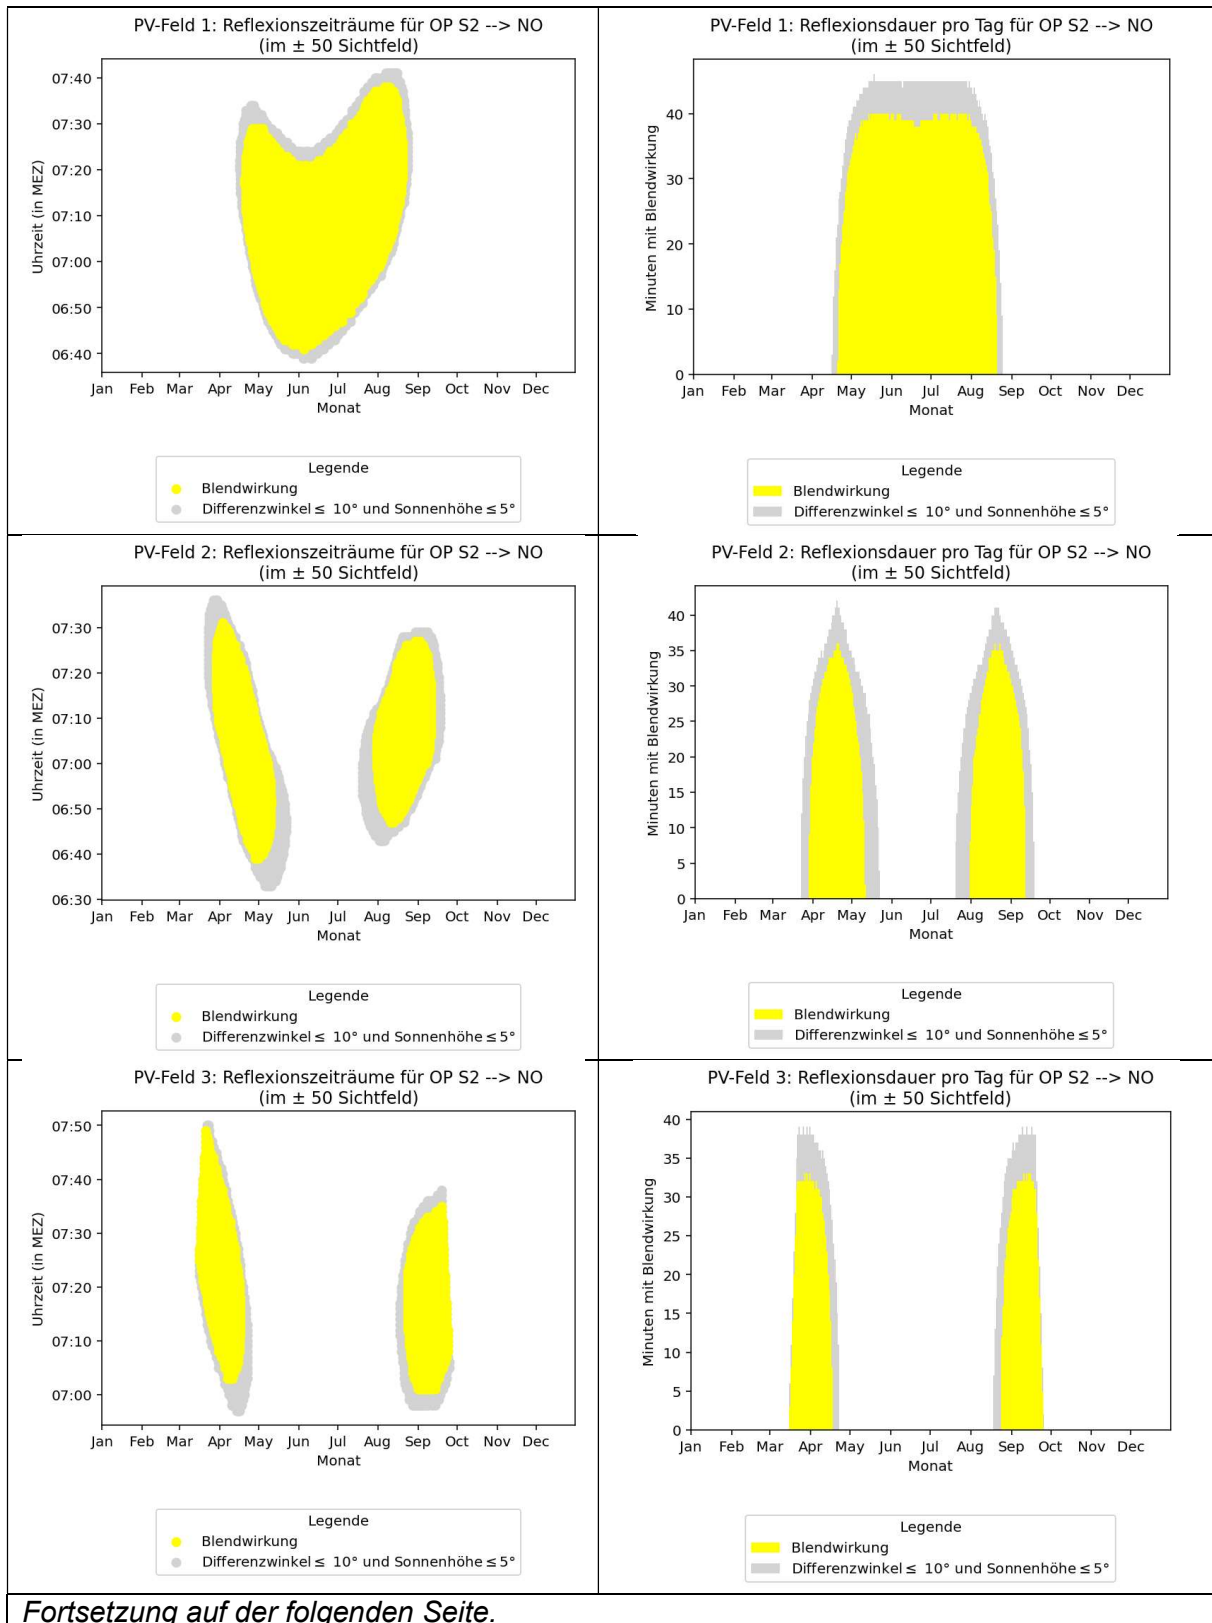 PV-Feld 1: Reflexionszeiträume für OP S2 --> NO
(im ± 50 Sichtfeld)
Uhrzeit (in MEZ)
07:40
07:30
07:20
07:10
07:00
06:50
06:40
Jan Feb Mar Apr May Jun Jul Aug Sep Oct Nov Dec
Monat
Legende
Blendwirkung
Differenzwinkel≤ 10° und Sonnenhöhe≤5°
PV-Feld 1: Reflexionsdauer pro Tag für OP S2 --> NO
(im ± 50 Sichtfeld)
Minuten mit Blendwirkung
40
30
20
10
0
Jan Feb Mar Apr May Jun Jul Aug Sep Oct Nov Dec
Monat
Legende
Blendwirkung
Differenzwinkel≤ 10° und Sonnenhöhe≤5°
PV-Feld 2: Reflexionszeiträume für OP S2 --> NO
(im ± 50 Sichtfeld)
Uhrzeit (in MEZ)
07:30
07:20
07:10
07:00
06:50
06:40
06:30
Jan Feb Mar Apr May Jun Jul Aug Sep Oct Nov Dec
Monat
Legende
Blendwirkung
Differenzwinkel≤ 10° und Sonnenhöhe≤5°
PV-Feld 2: Reflexionsdauer pro Tag für OP S2 --> NO
(im ± 50 Sichtfeld)
Minuten mit Blendwirkung
40
35
30
25
20
15
10
5
0
Jan Feb Mar Apr May Jun Jul Aug Sep Oct Nov Dec
Monat
Legende
Blendwirkung
Differenzwinkel≤ 10° und Sonnenhöhe≤5°
PV-Feld 3: Reflexionszeiträume für OP S2 --> NO
(im ± 50 Sichtfeld)
Uhrzeit (in MEZ)
07:50
07:40
07:30
07:20
07:10
07:00
Jan Feb Mar Apr May Jun Jul Aug Sep Oct Nov Dec
Monat
Legende
Blendwirkung
Differenzwinkel≤ 10° und Sonnenhöhe≤5°
PV-Feld 3: Reflexionsdauer pro Tag für OP S2 --> NO
(im ± 50 Sichtfeld)
Minuten mit Blendwirkung
40
35
30
25
20
15
10
5
0
Jan Feb Mar Apr May Jun Jul Aug Sep Oct Nov Dec
Monat
Legende
Blendwirkung
Differenzwinkel≤ 10° und Sonnenhöhe≤5°
Fortsetzung auf der folgenden Seite.